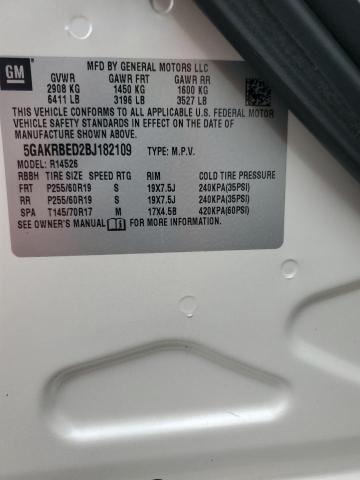 GM
MFD BY GENERAL MOTORS LLC
GVWR GAWR FRT GAWR RR
2908 KG 1450 KG 1600 KG
6411 LB 3196 LB 3527 LB
THIS VEHICLE CONFORMS TO ALL APPLICABLE U.S. FEDERAL MOTOR
VEHICLE SAFETY STANDARDS IN EFFECT ON THE DATE OF
MANUFACTURE SHOWN ABOVE.
5GAKRBED2BJ182109 TYPE: M.P.V.
MODEL: R14526
RBBH TIRE SIZE SPEED RTG RIM COLD TIRE PRESSURE
FRT P255/60R19 S 19X7.5J 240KPA(35PSI)
RR P255/60R19 S 19X7.5J 240KPA(35PSI)
SPA T145/70R17 M 17X4.5B 420KPA(60PSI)
SEE OWNER'S MANUAL FOR MORE INFORMATION.